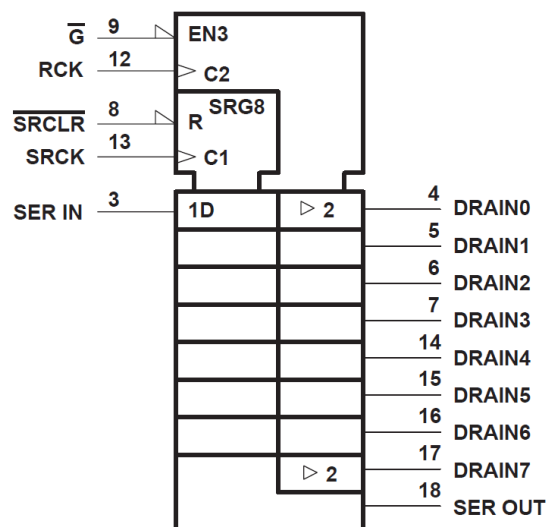 G̅ 9 EN3
RCK 12 C2
SRG8
S̅R̅C̅L̅R̅ 8 R
SRCK 13 C1
SER IN 3 1D 2 4 DRAIN0
5 DRAIN1
6 DRAIN2
7 DRAIN3
14 DRAIN4
15 DRAIN5
16 DRAIN6
2 17 DRAIN7
18 SER OUT